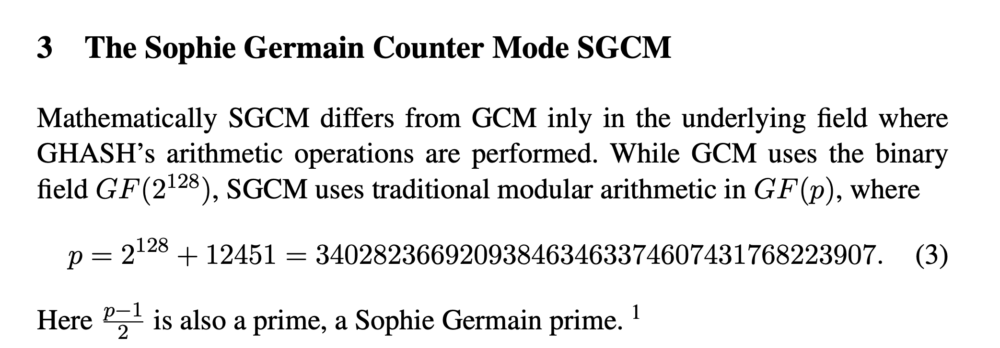 3 The Sophie Germain Counter Mode SGCM
Mathematically SGCM differs from GCM inly in the underlying field where
GHASH’s arithmetic operations are performed. While GCM uses the binary
field GF(2^128), SGCM uses traditional modular arithmetic in GF(p), where
p = 2^128 + 12451 = 340282366920938463463374607431768223907. (3)
Here (p−1)/2 is also a prime, a Sophie Germain prime. ^1